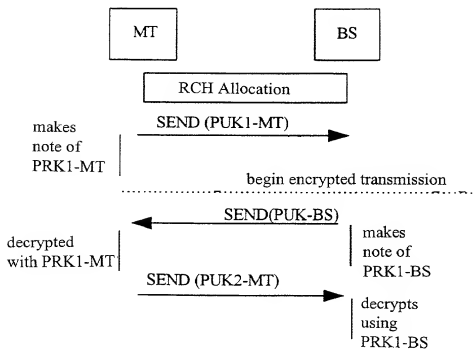 MT
BS
RCH Allocation
makes
note of
PRK1-MT
SEND (PUK1-MT)
begin encrypted transmission
SEND(PUK-BS)
makes
note of
PRK1-BS
decrypted
with PRK1-MT
SEND (PUK2-MT)
decrypts
using
PRK1-BS